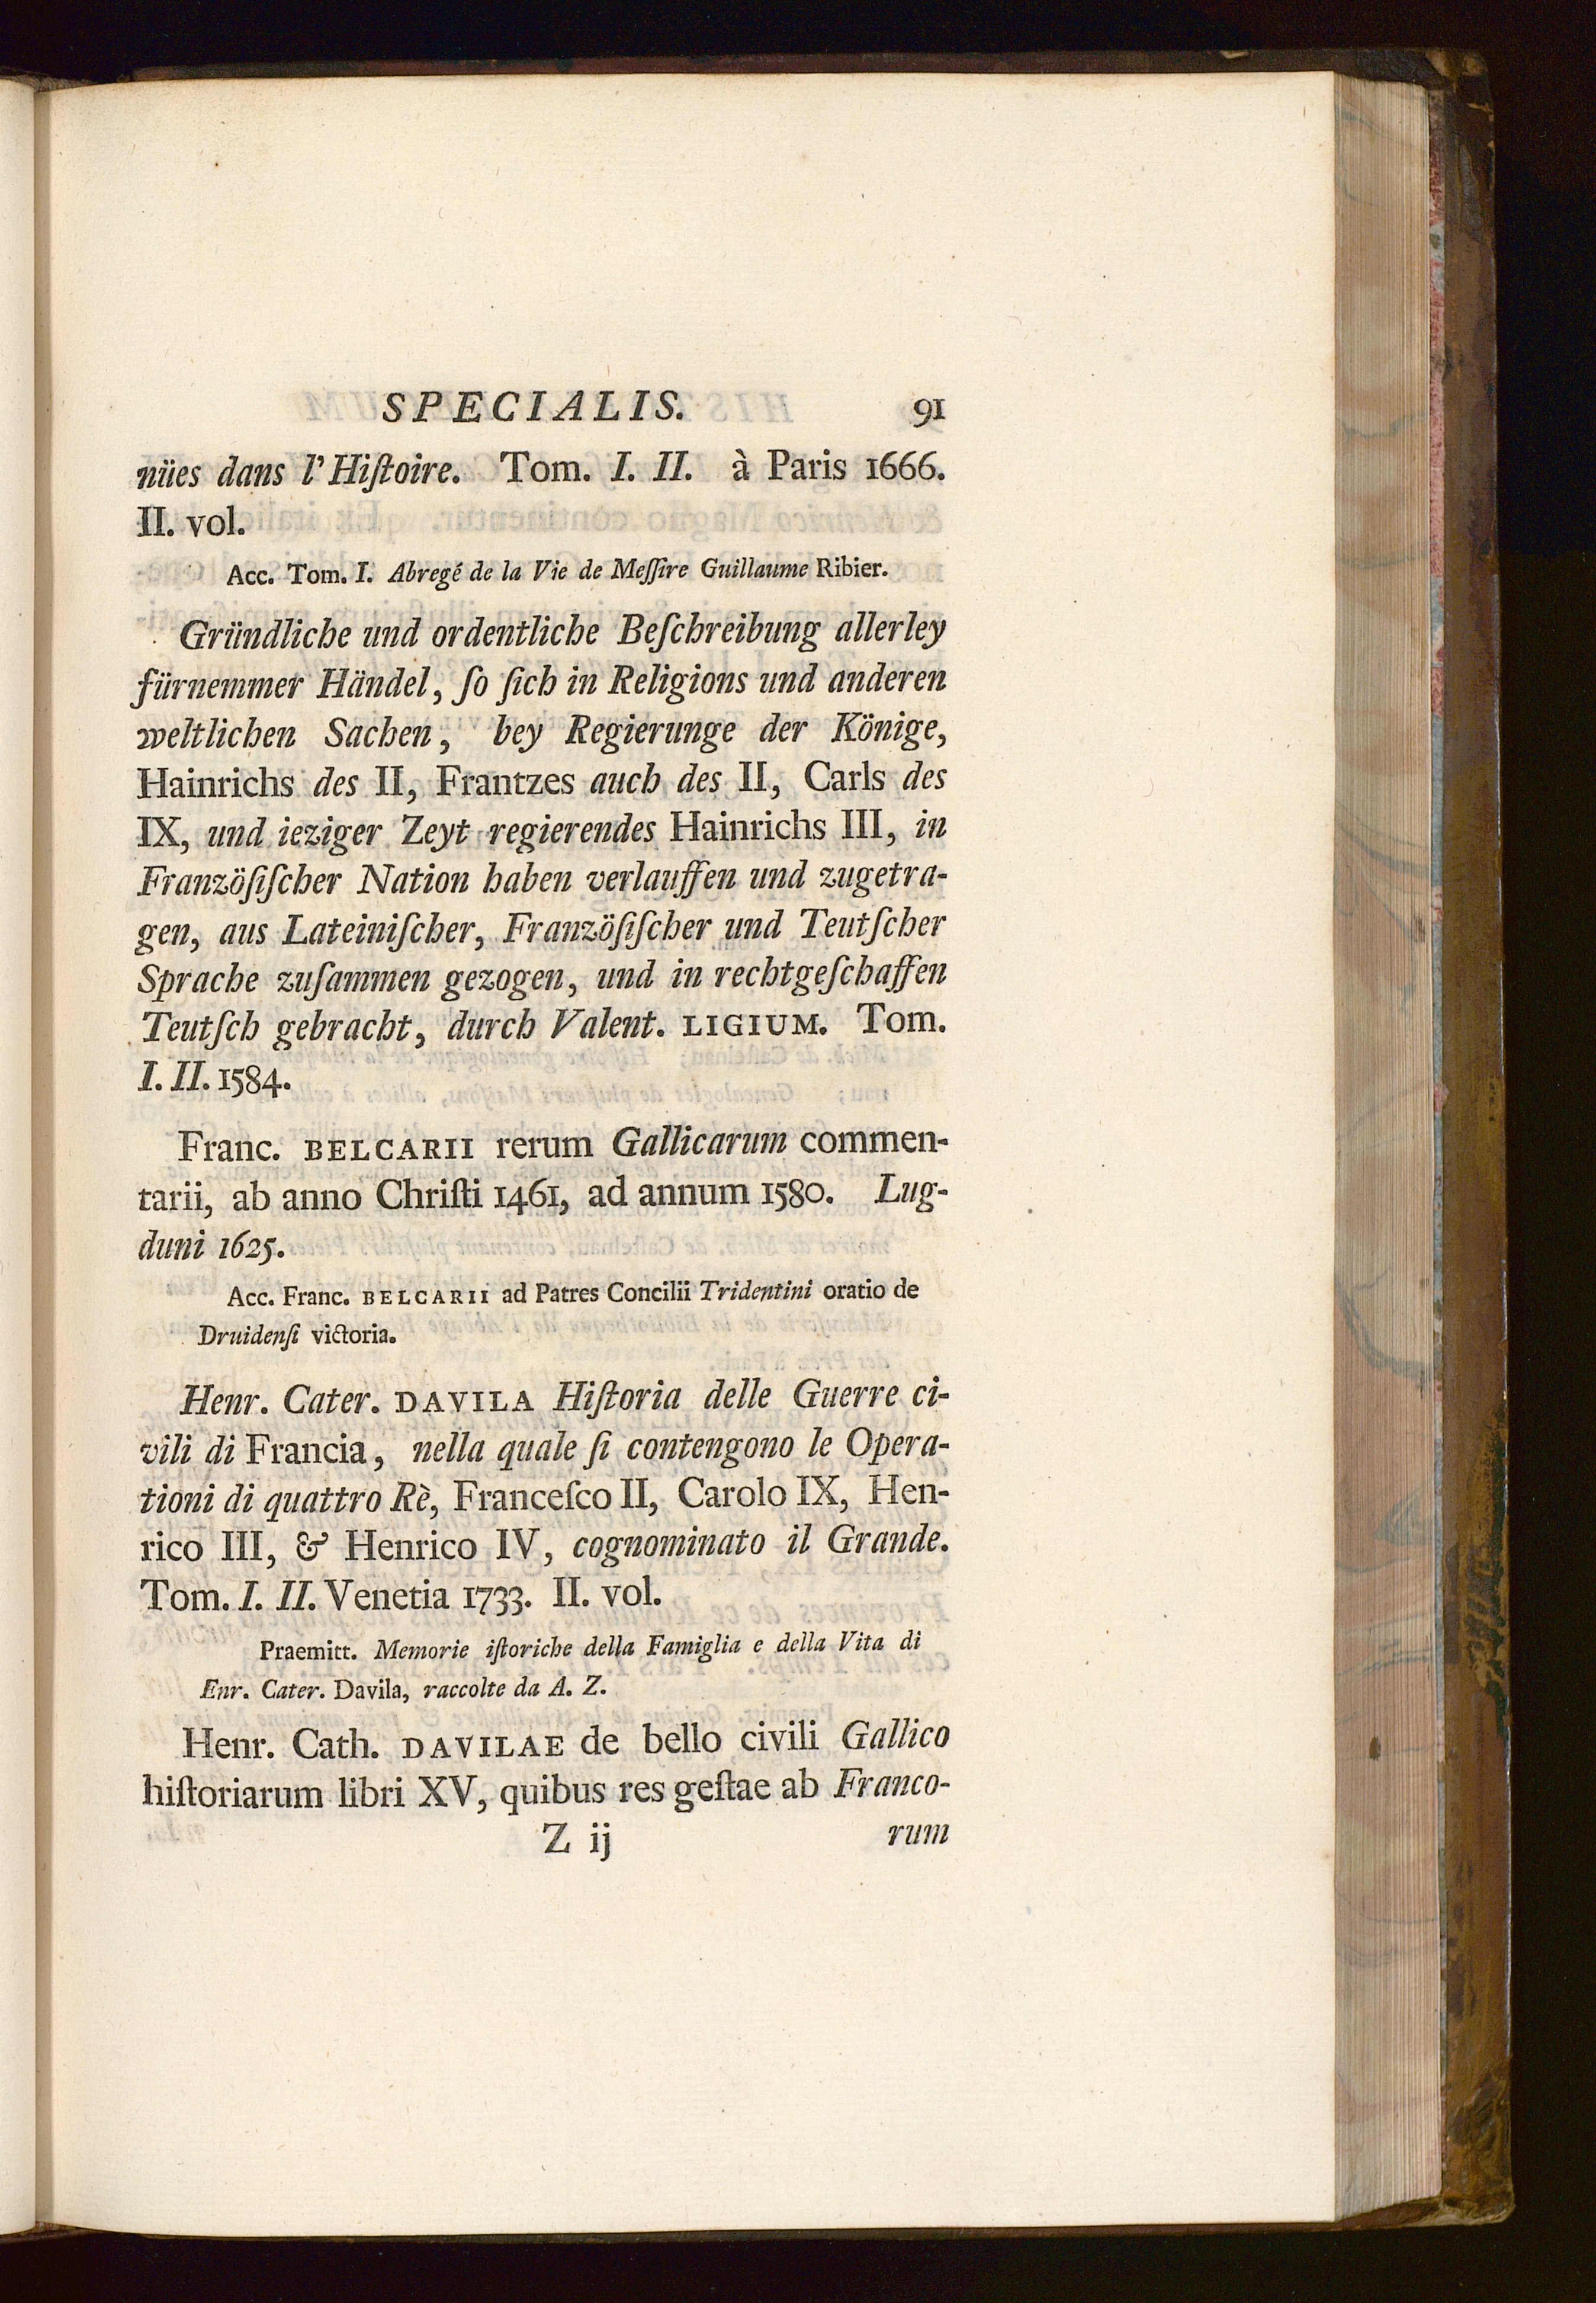 SPECIALIS. 91
nües dans l'Hiſtoire. Tom. I. II. à Paris 1666.
II. vol.
Acc. Tom. I. Abregé de la Vie de Meſſire Guillaume Ribier.
Gründliche und ordentliche Beſchreibung allerley
fürnemmer Händel, ſo ſich in Religions und anderen
weltlichen Sachen, bey Regierunge der Könige,
Hainrichs des II, Frantzes auch des II, Carls des
IX, und ieziger Zeyt regierendes Hainrichs III, in
Franzöſiſcher Nation haben verlauffen und zugetra-
gen, aus Lateiniſcher, Franzöſiſcher und Teutſcher
Sprache zuſammen gezogen, und in rechtgeſchaffen
Teutſch gebracht, durch Valent. LIGIUM. Tom.
I. II. 1584.
Franc. BELCARII rerum Gallicarum commen-
tarii, ab anno Chriſti 1461, ad annum 1580. Lug-
duni 1625.
Acc. Franc. BELCARII ad Patres Concilii Tridentini oratio de
Druidenſi victoria.
Henr. Cater. DAVILA Hiſtoria delle Guerre ci-
vili di Francia, nella quale ſi contengono le Opera-
tioni di quattro Rè, Franceſco II, Carolo IX, Hen-
rico III, & Henrico IV, cognominato il Grande.
Tom. I. II. Venetia 1733. II. vol.
Praemitt. Memorie iſtoriche della Famiglia e della Vita di
Enr. Cater. Davila, raccolte da A. Z.
Henr. Cath. DAVILAE de bello civili Gallico
hiſtoriarum libri XV, quibus res geſtae ab Franco-
Z ij rum